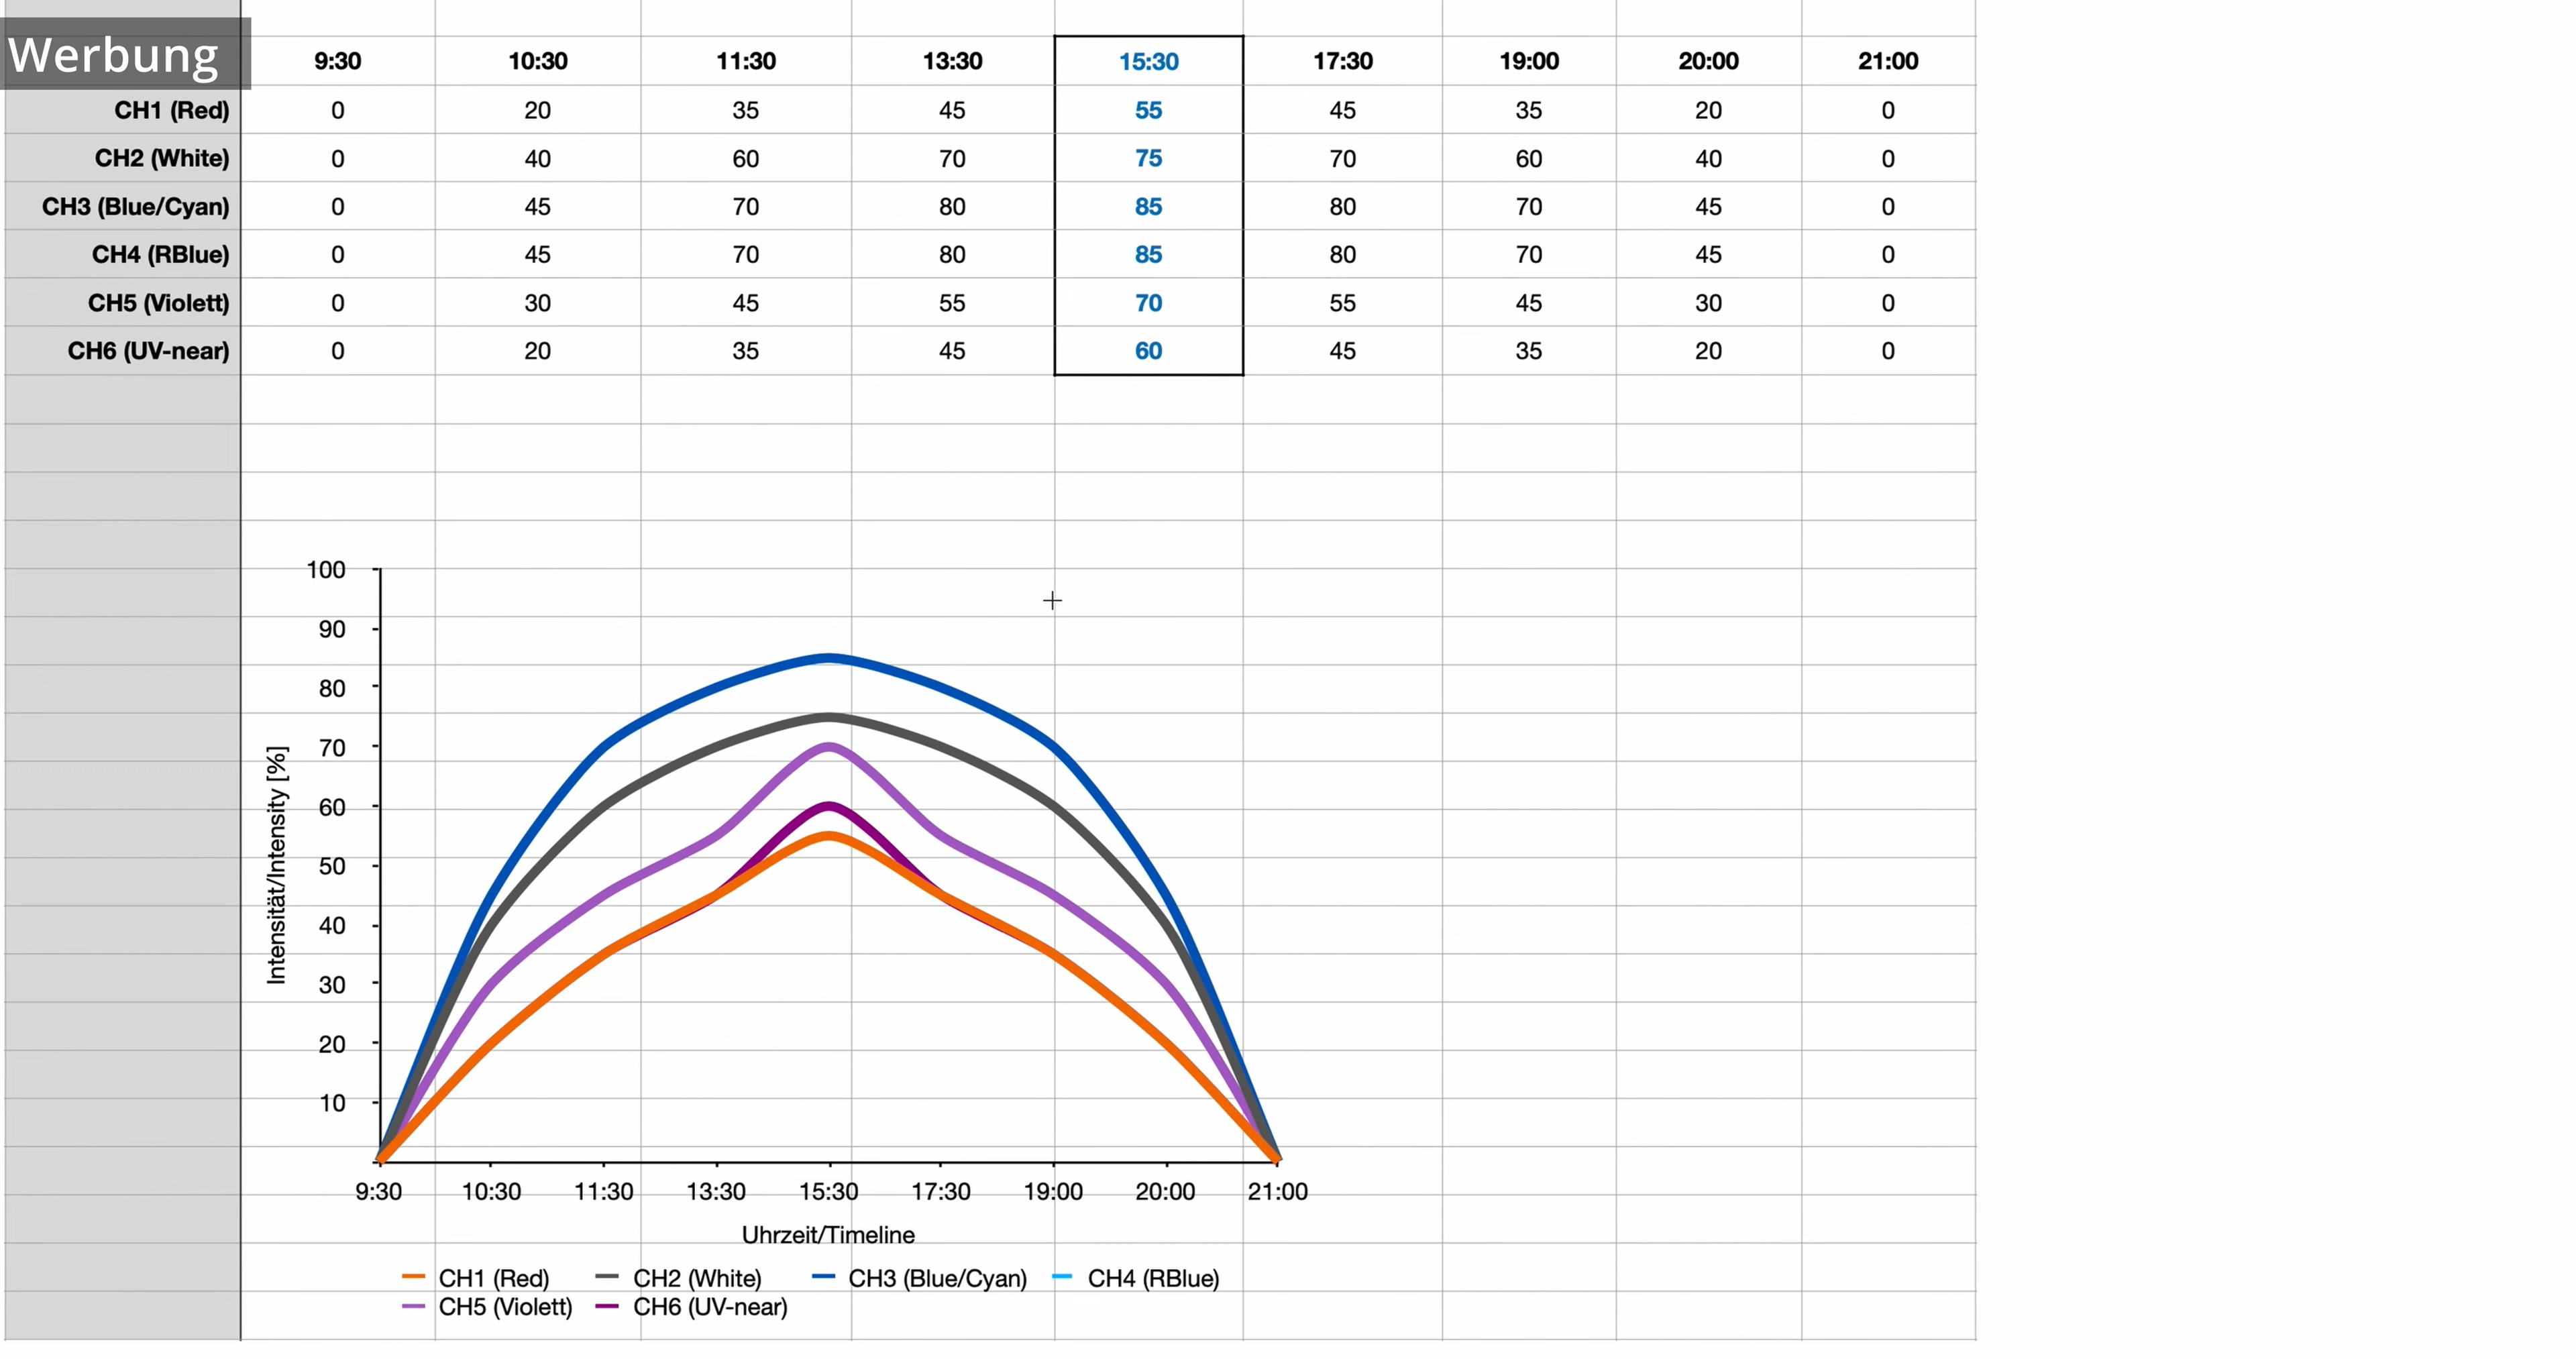 Werbung
9:30 10:30 11:30 13:30 15:30 17:30 19:00 20:00 21:00
CH1 (Red) 0 20 35 45 55 45 35 20 0
CH2 (White) 0 40 60 70 75 70 60 40 0
CH3 (Blue/Cyan) 0 45 70 80 85 80 70 45 0
CH4 (RBlue) 0 45 70 80 85 80 70 45 0
CH5 (Violett) 0 30 45 55 70 55 45 30 0
CH6 (UV-near) 0 20 35 45 60 45 35 20 0
100
90
80
70
60
50
40
30
20
10
Intensität/Intensity [%]
9:30 10:30 11:30 13:30 15:30 17:30 19:00 20:00 21:00
Uhrzeit/Timeline
CH1 (Red) CH2 (White) CH3 (Blue/Cyan) CH4 (RBlue)
CH5 (Violett) CH6 (UV-near)